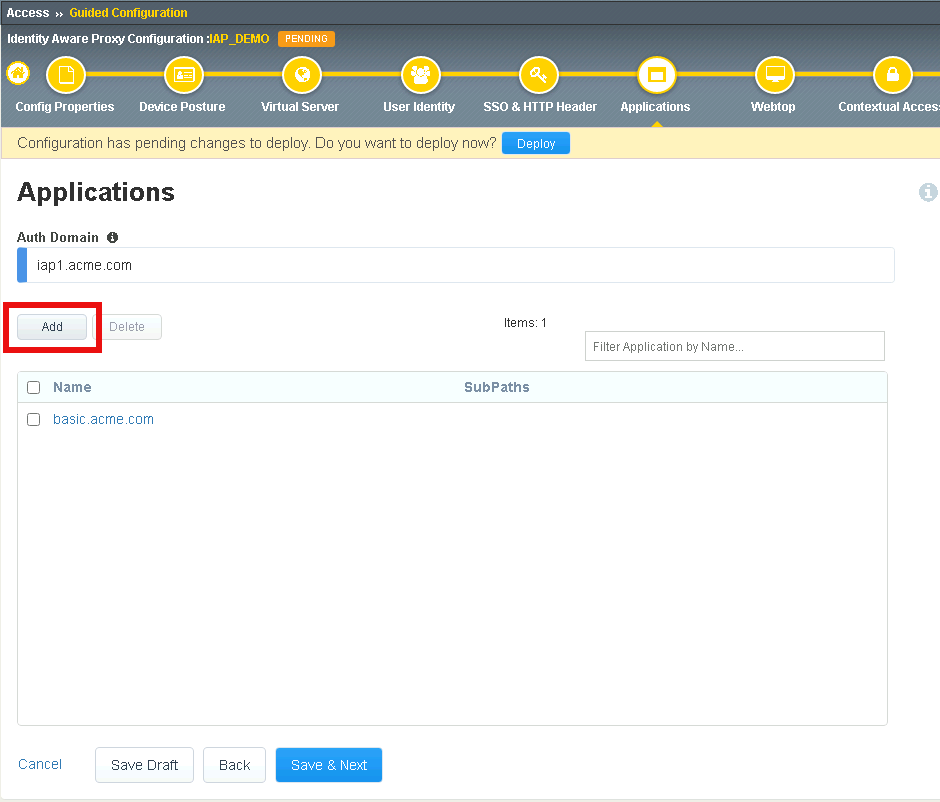 Access ›› Guided Configuration
Identity Aware Proxy Configuration :IAP_DEMO PENDING
Config Properties Device Posture Virtual Server User Identity SSO & HTTP Header Applications Webtop Contextual Acces
Configuration has pending changes to deploy. Do you want to deploy now? Deploy
Applications
Auth Domain
iap1.acme.com
Add Delete Items: 1
Filter Application by Name...
Name SubPaths
basic.acme.com
Cancel Save Draft Back Save & Next